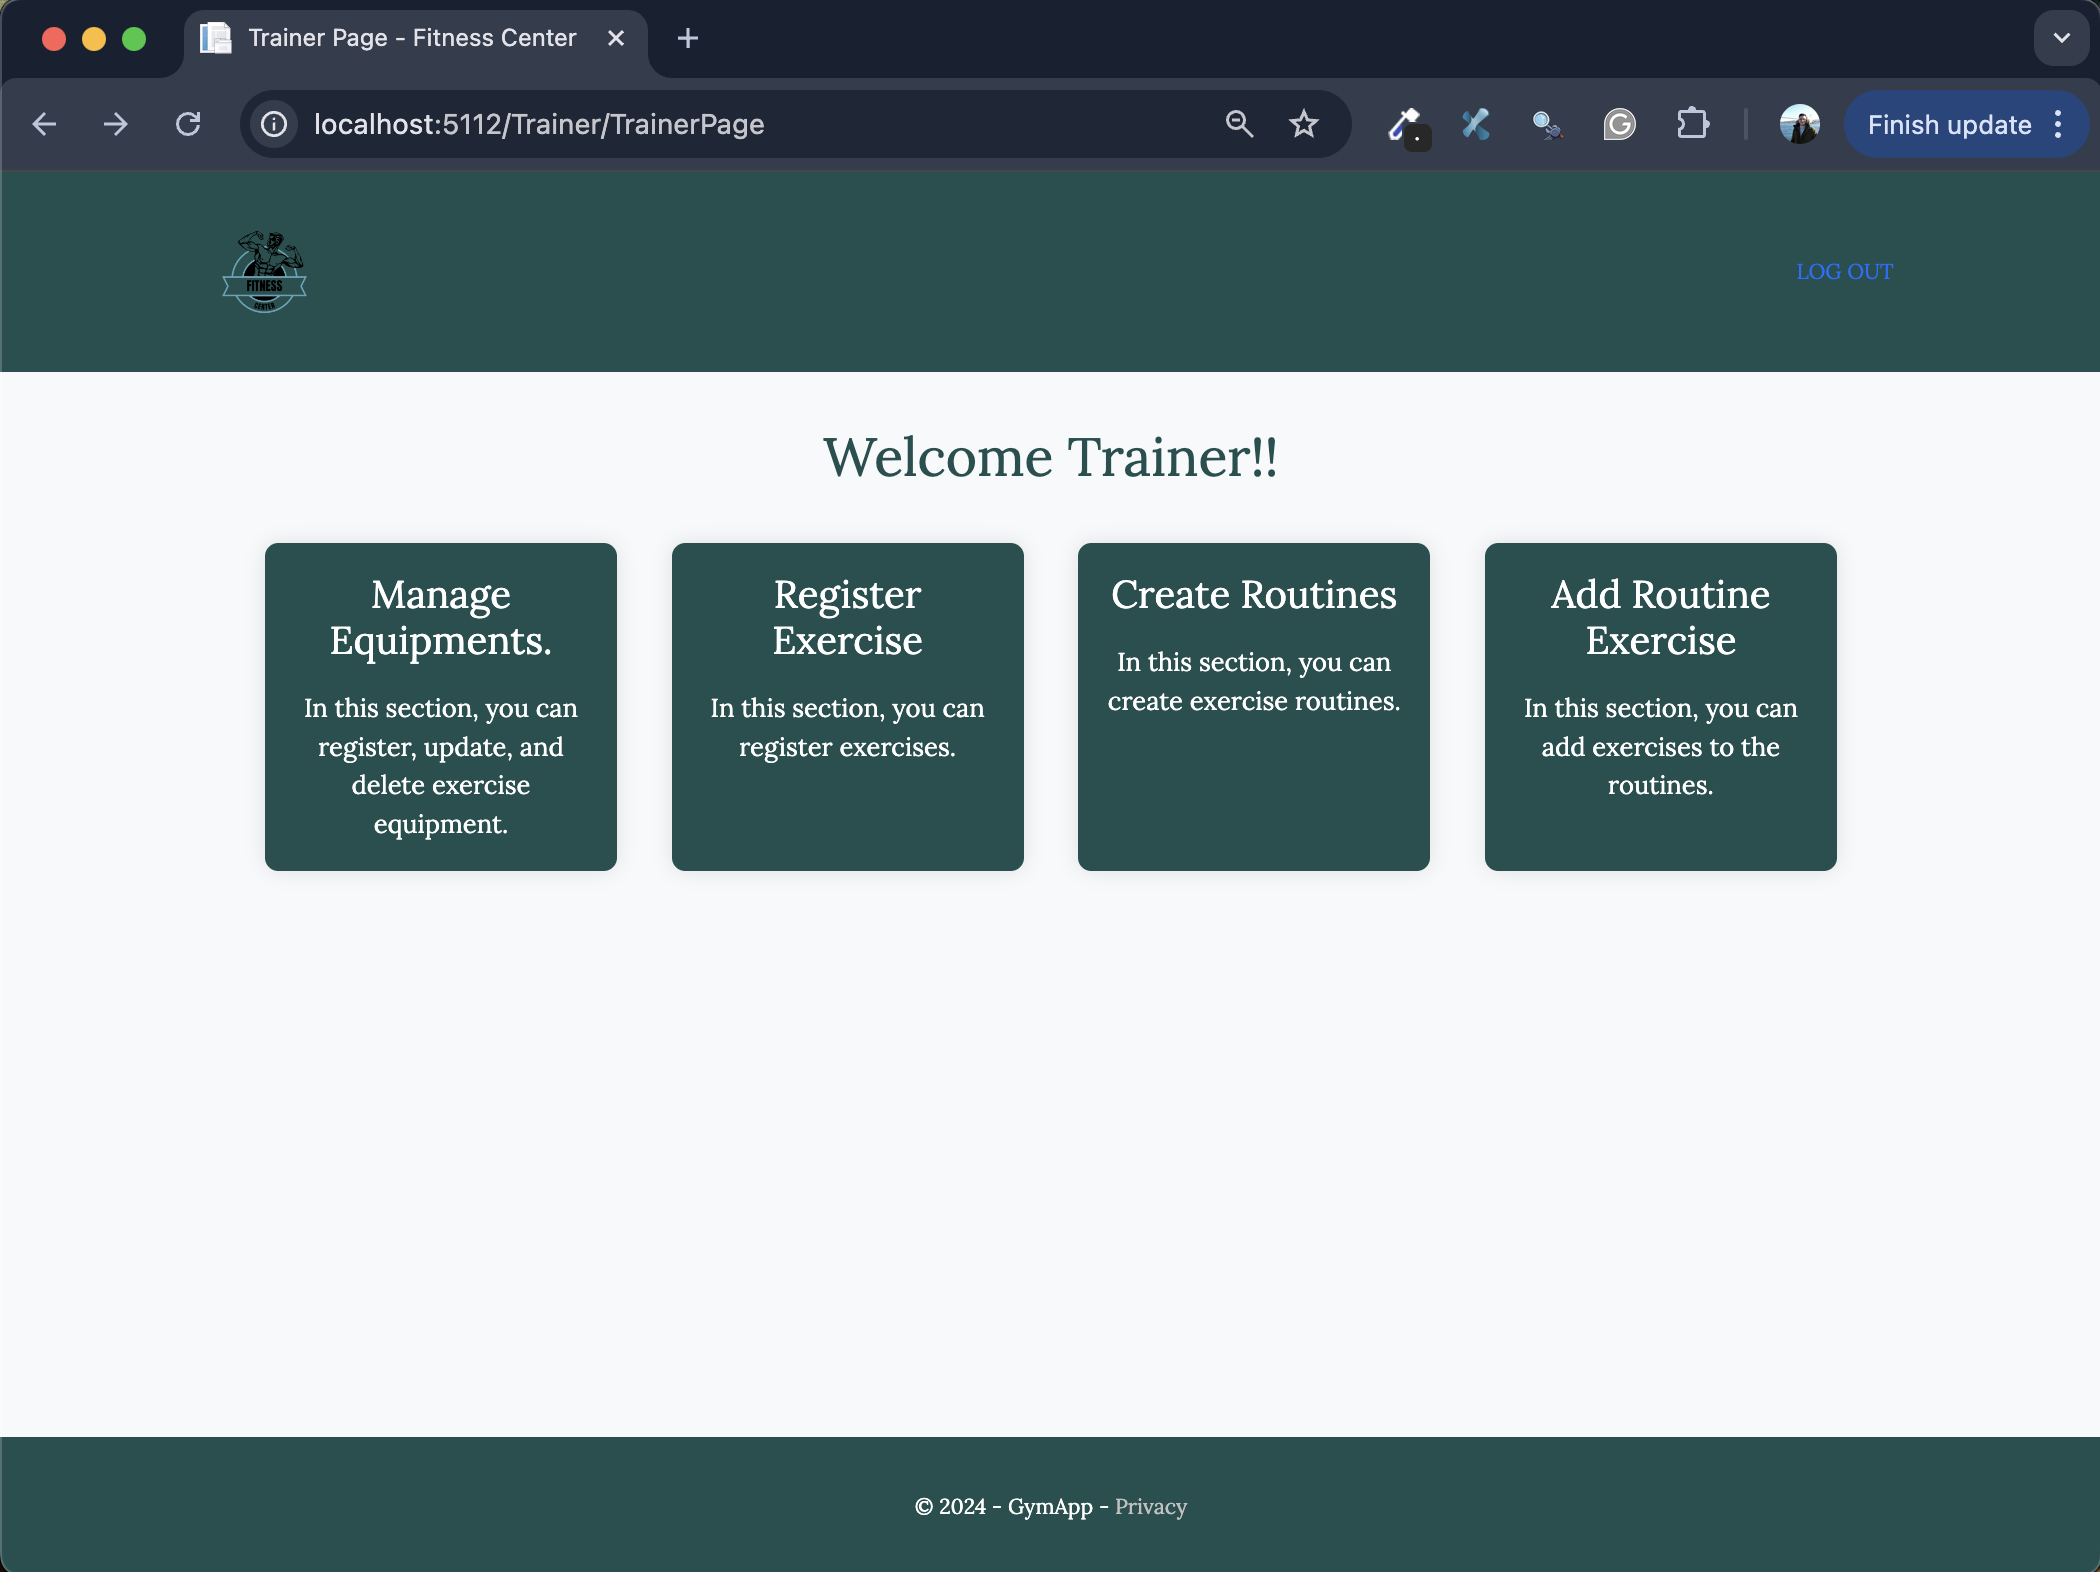 Trainer Page - Fitness Center
localhost:5112/Trainer/TrainerPage
Finish update
FITNESS
CENTER
LOG OUT
Welcome Trainer!!
Manage
Equipments.
In this section, you can
register, update, and
delete exercise
equipment.
Register
Exercise
In this section, you can
register exercises.
Create Routines
In this section, you can
create exercise routines.
Add Routine
Exercise
In this section, you can
add exercises to the
routines.
© 2024 - GymApp - Privacy